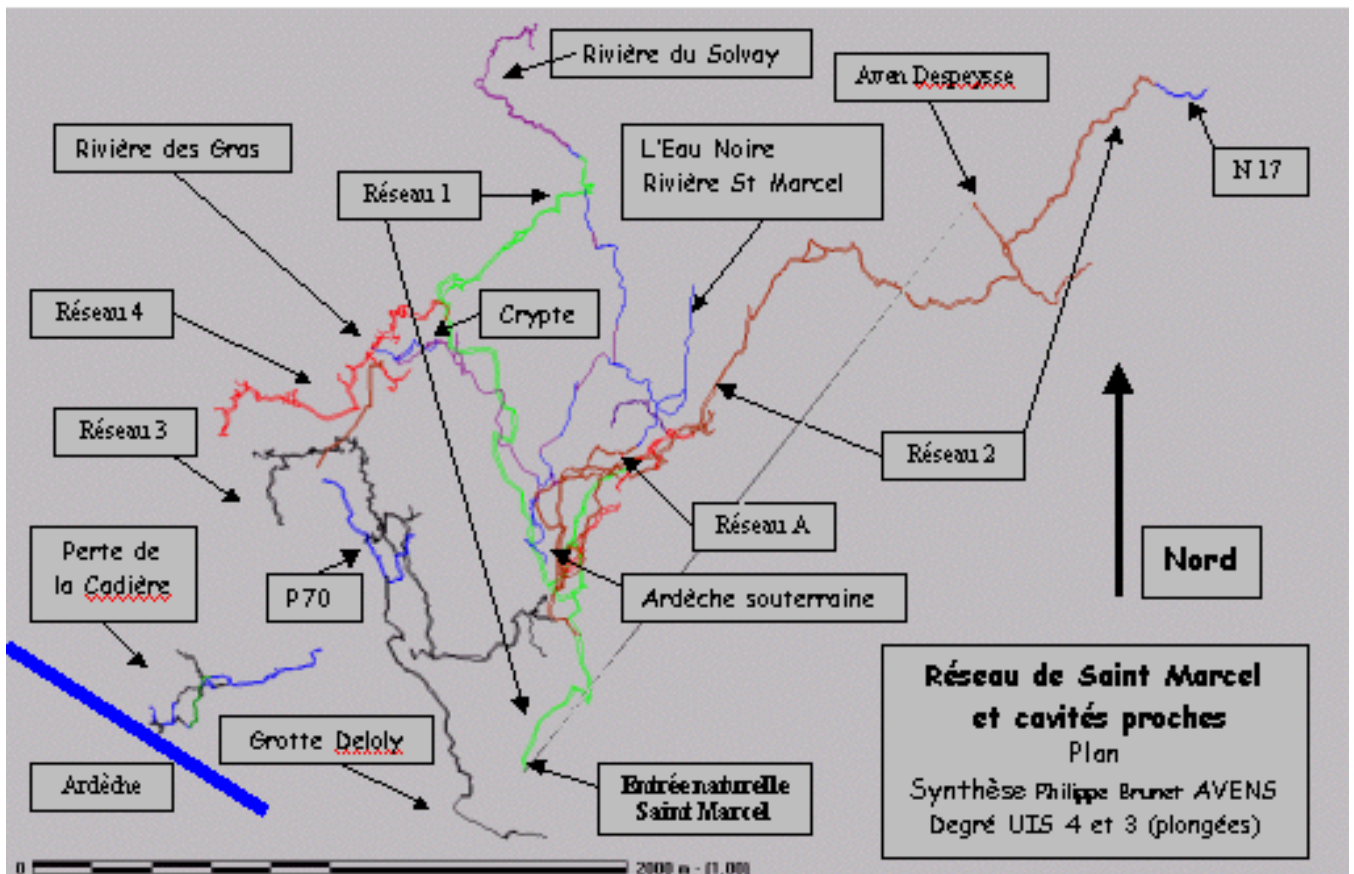 Rivière du Solvay
Aven Despeysse
Rivière des Gras
L'Eau Noire
Rivière St Marcel
N 17
Réseau 1
Réseau 4
Crypte
Réseau 3
Réseau 2
Réseau A
Perte de
la Cadière
P70
Ardèche souterraine
Nord
Grotte Deloly
Ardèche
Entrée naturelle
Saint Marcel
Réseau de Saint Marcel
et cavités proches
Plan
Synthèse Philippe Brunet AVENS
Degré UIS 4 et 3 (plongées)
0
2000 m - (1.00)